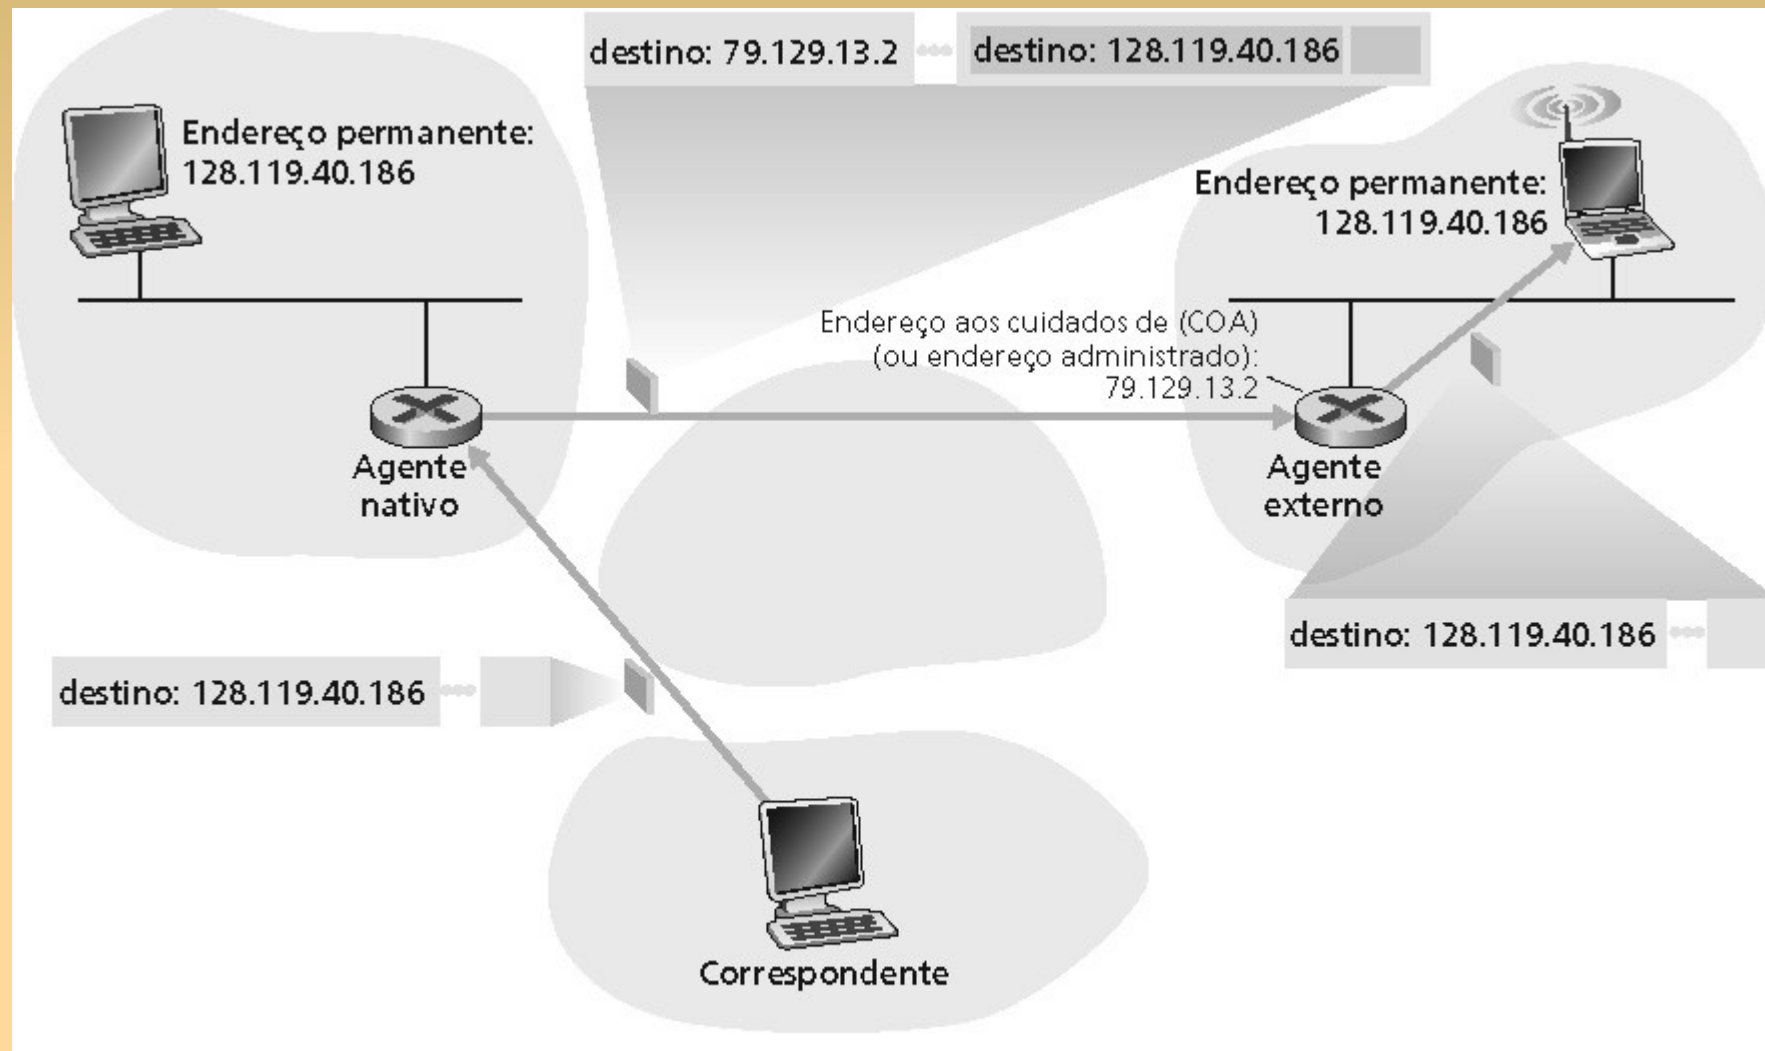 destino: 79.129.13.2
destino: 128.119.40.186
Endereço permanente:
128.119.40.186
Endereço permanente:
128.119.40.186
Endereço aos cuidados de (COA)
(ou endereço administrado):
79.129.13.2
Agente
nativo
Agente
externo
destino: 128.119.40.186
destino: 128.119.40.186
Correspondente